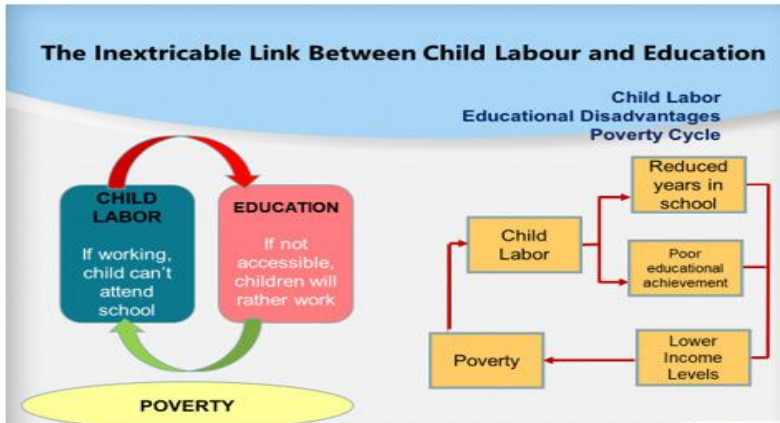 The Inextricable Link Between Child Labour and Education
Child Labor
Educational Disadvantages
Poverty Cycle
CHILD
LABOR
If working,
child can't
attend
school
EDUCATION
If not
accessible,
children will
rather work
POVERTY
Reduced
years in
school
Child
Labor
Poor
educational
achievement
Poverty
Lower
Income
Levels